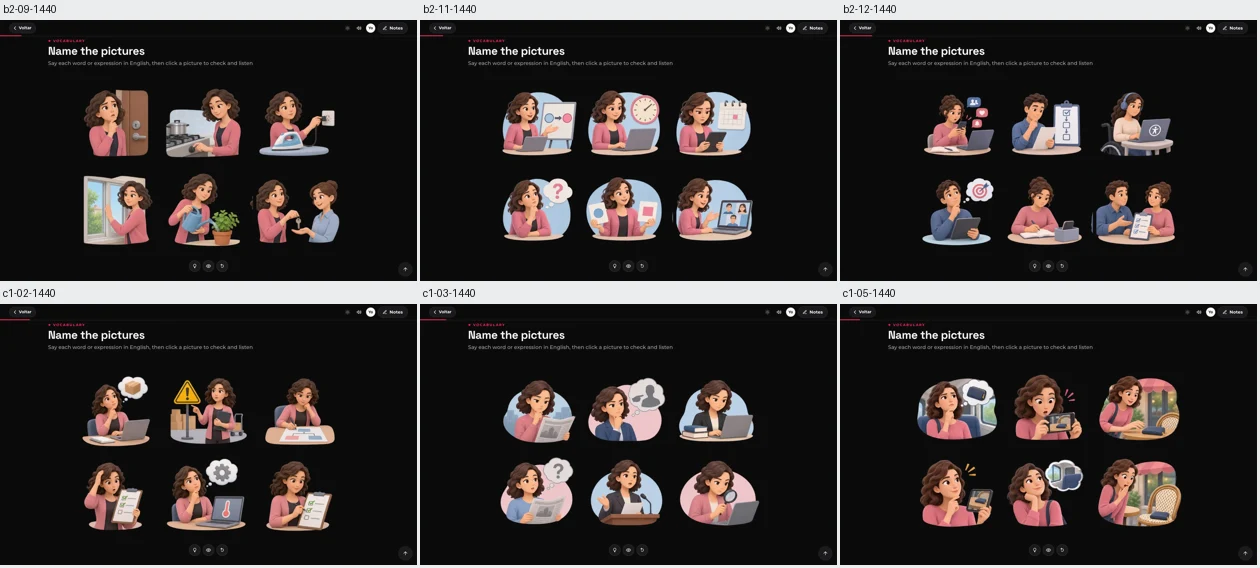 b2-09-1440
Voltar
Notes
VOCABULARY
Name the pictures
Say each word or expression in English, then click a picture to check and listen
b2-11-1440
Voltar
Notes
VOCABULARY
Name the pictures
Say each word or expression in English, then click a picture to check and listen
b2-12-1440
Voltar
Notes
VOCABULARY
Name the pictures
Say each word or expression in English, then click a picture to check and listen
c1-02-1440
Voltar
Notes
VOCABULARY
Name the pictures
Say each word or expression in English, then click a picture to check and listen
c1-03-1440
Voltar
Notes
VOCABULARY
Name the pictures
Say each word or expression in English, then click a picture to check and listen
c1-05-1440
Voltar
Notes
VOCABULARY
Name the pictures
Say each word or expression in English, then click a picture to check and listen